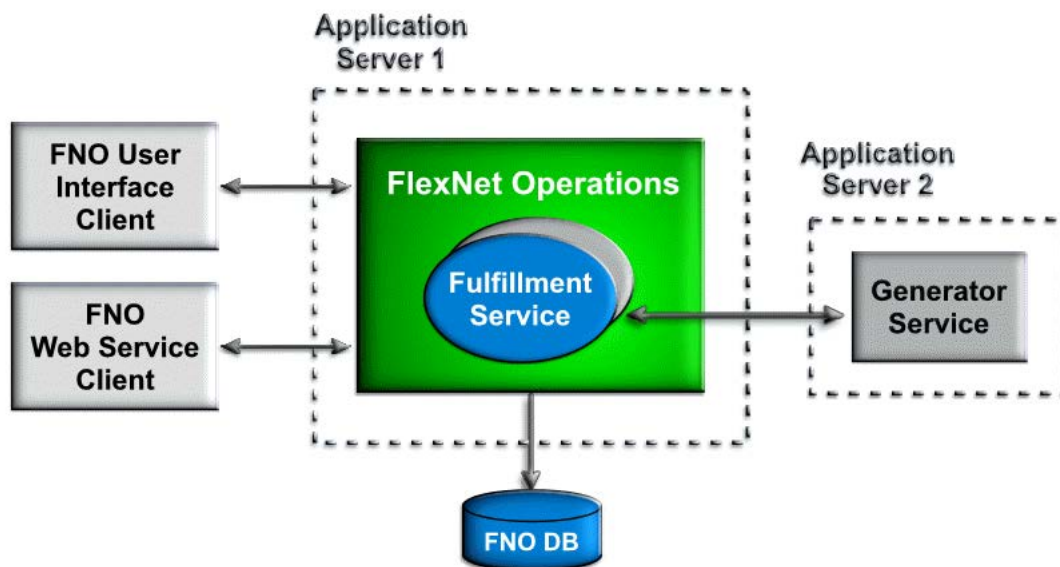 Application
Server 1
FNO User
Interface
Client
FlexNet Operations
Application
Server 2
Fulfillment
Service
Generator
Service
FNO
Web Service
Client
FNO DB